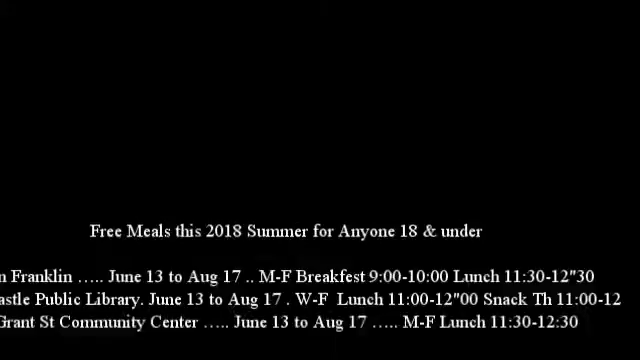 Free Meals this 2018 Summer for Anyone 18 & under
n Franklin ….. June 13 to Aug 17 .. M-F Breakfest 9:00-10:00 Lunch 11:30-12"30
astle Public Library. June 13 to Aug 17 . W-F Lunch 11:00-12"00 Snack Th 11:00-12
Grant St Community Center ….. June 13 to Aug 17 ….. M-F Lunch 11:30-12:30